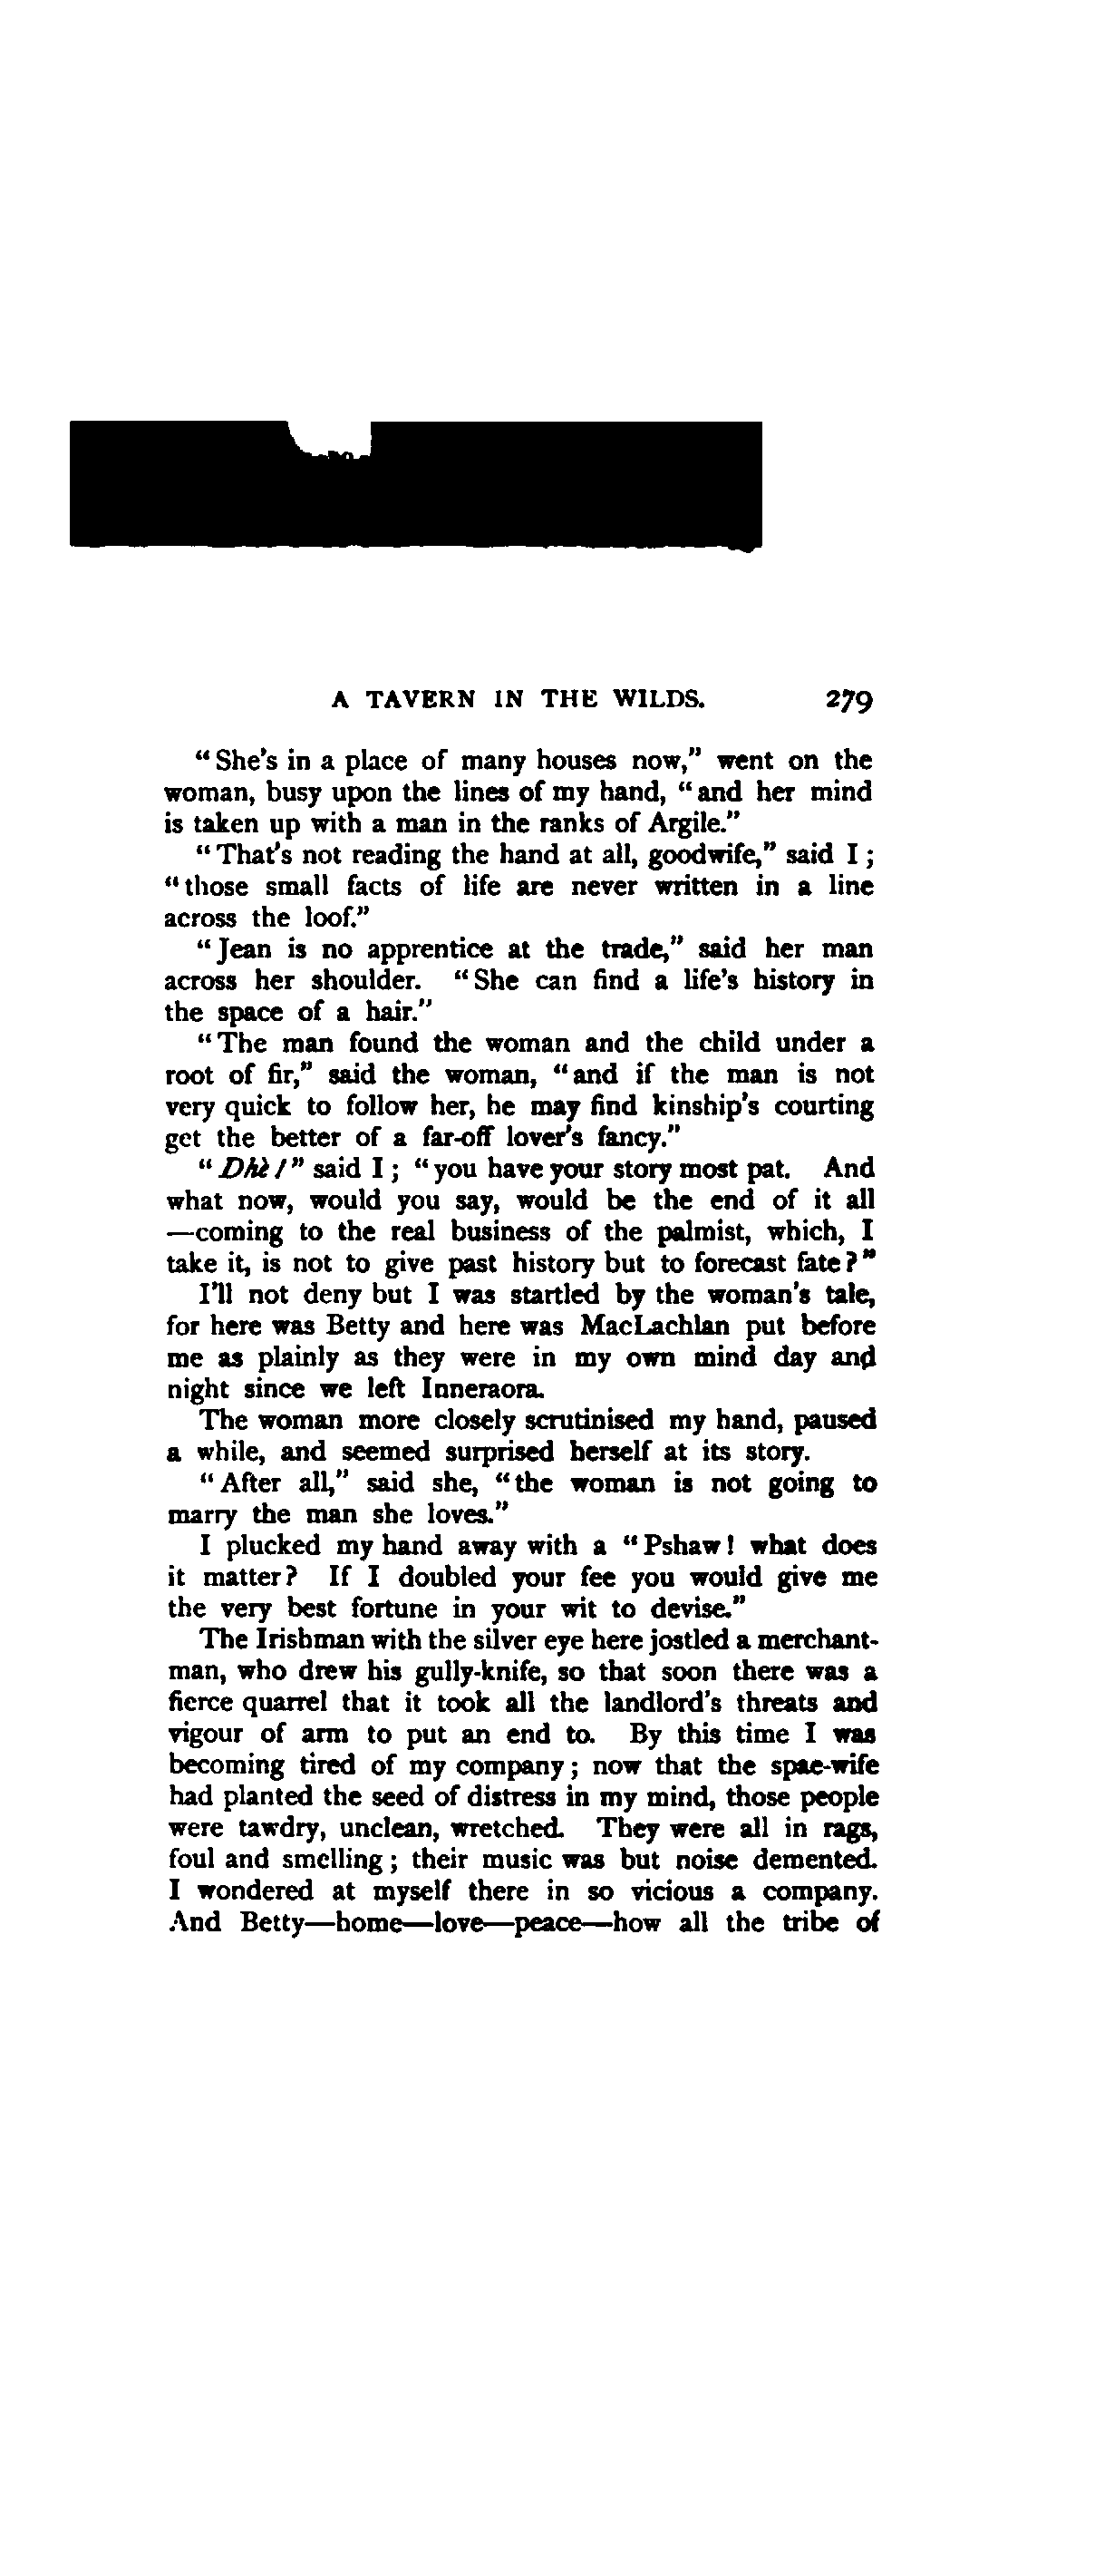 A TAVERN IN THE WILDS. 279
“She's in a place of many houses now,” went on the
woman, busy upon the lines of my hand, “and her mind
is taken up with a man in the ranks of Argile.”
“That's not reading the hand at all, goodwife,” said I;
“those small facts of life are never written in a line
across the loof.”
“Jean is no apprentice at the trade,” said her man
across her shoulder. “She can find a life's history in
the space of a hair.”
“The man found the woman and the child under a
root of fir,” said the woman, “and if the man is not
very quick to follow her, he may find kinship's courting
get the better of a far-off lover's fancy.”
“Dhè!” said I; “you have your story most pat. And
what now, would you say, would be the end of it all
—coming to the real business of the palmist, which, I
take it, is not to give past history but to forecast fate?”
I'll not deny but I was startled by the woman's tale,
for here was Betty and here was MacLachlan put before
me as plainly as they were in my own mind day and
night since we left Inneraora.
The woman more closely scrutinised my hand, paused
a while, and seemed surprised herself at its story.
“After all,” said she, “the woman is not going to
marry the man she loves.”
I plucked my hand away with a “Pshaw! what does
it matter? If I doubled your fee you would give me
the very best fortune in your wit to devise.”
The Irishman with the silver eye here jostled a merchant-
man, who drew his gully-knife, so that soon there was a
fierce quarrel that it took all the landlord's threats and
vigour of arm to put an end to. By this time I was
becoming tired of my company; now that the spae-wife
had planted the seed of distress in my mind, those people
were tawdry, unclean, wretched. They were all in rags,
foul and smelling; their music was but noise demented.
I wondered at myself there in so vicious a company.
And Betty—home—love—peace—how all the tribe of